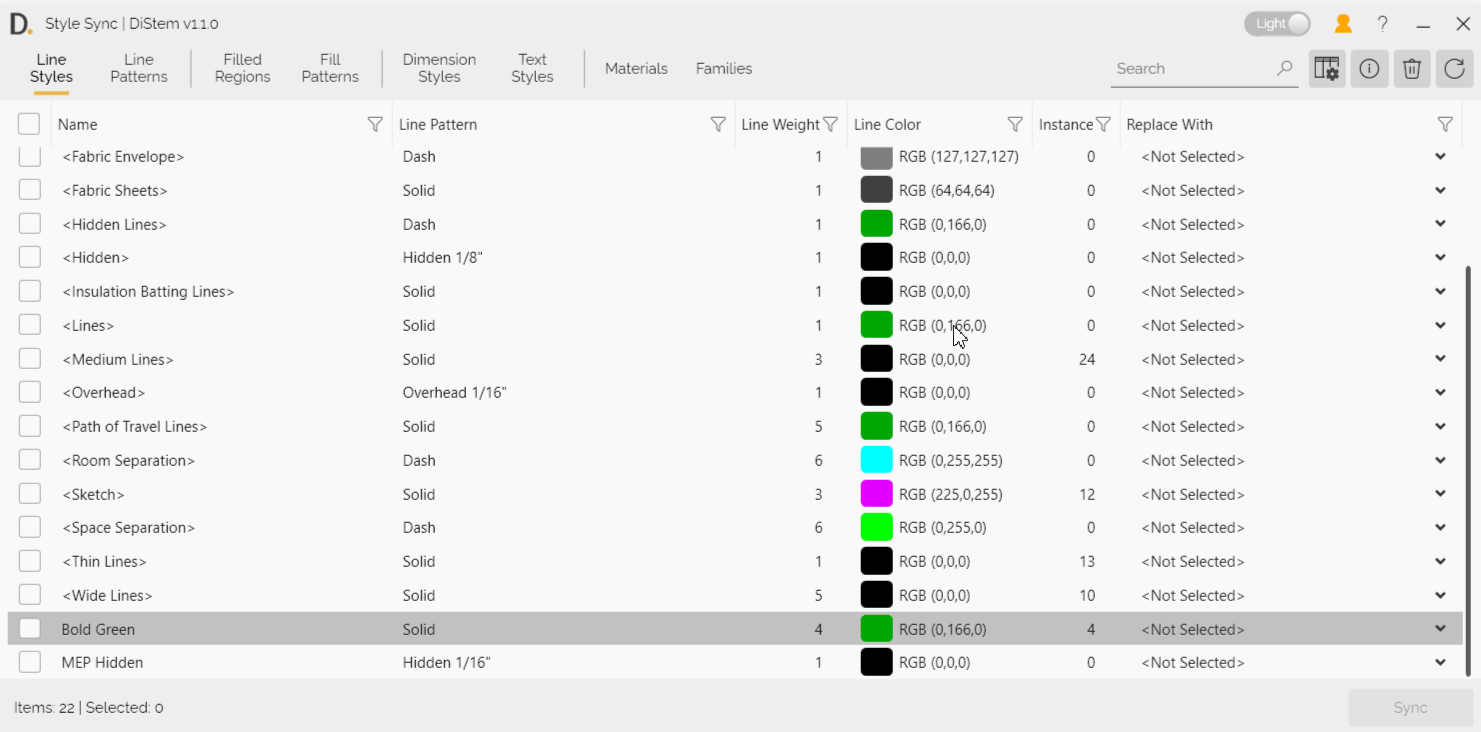 D. Style Sync | DiStem v1.1.0 Light ?
Line Styles Line Patterns Filled Regions Fill Patterns Dimension Styles Text Styles Materials Families Search
Name Line Pattern Line Weight Line Color Instance Replace With
<Fabric Envelope> Dash 1 RGB (127,127,127) 0 <Not Selected>
<Fabric Sheets> Solid 1 RGB (64,64,64) 0 <Not Selected>
<Hidden Lines> Dash 1 RGB (0,166,0) 0 <Not Selected>
<Hidden> Hidden 1/8" 1 RGB (0,0,0) 0 <Not Selected>
<Insulation Batting Lines> Solid 1 RGB (0,0,0) 0 <Not Selected>
<Lines> Solid 1 RGB (0,166,0) 0 <Not Selected>
<Medium Lines> Solid 3 RGB (0,0,0) 24 <Not Selected>
<Overhead> Overhead 1/16" 1 RGB (0,0,0) 0 <Not Selected>
<Path of Travel Lines> Solid 5 RGB (0,166,0) 0 <Not Selected>
<Room Separation> Dash 6 RGB (0,255,255) 0 <Not Selected>
<Sketch> Solid 3 RGB (225,0,255) 12 <Not Selected>
<Space Separation> Dash 6 RGB (0,255,0) 0 <Not Selected>
<Thin Lines> Solid 1 RGB (0,0,0) 13 <Not Selected>
<Wide Lines> Solid 5 RGB (0,0,0) 10 <Not Selected>
Bold Green Solid 4 RGB (0,166,0) 4 <Not Selected>
MEP Hidden Hidden 1/16" 1 RGB (0,0,0) 0 <Not Selected>
Items: 22 | Selected: 0 Sync